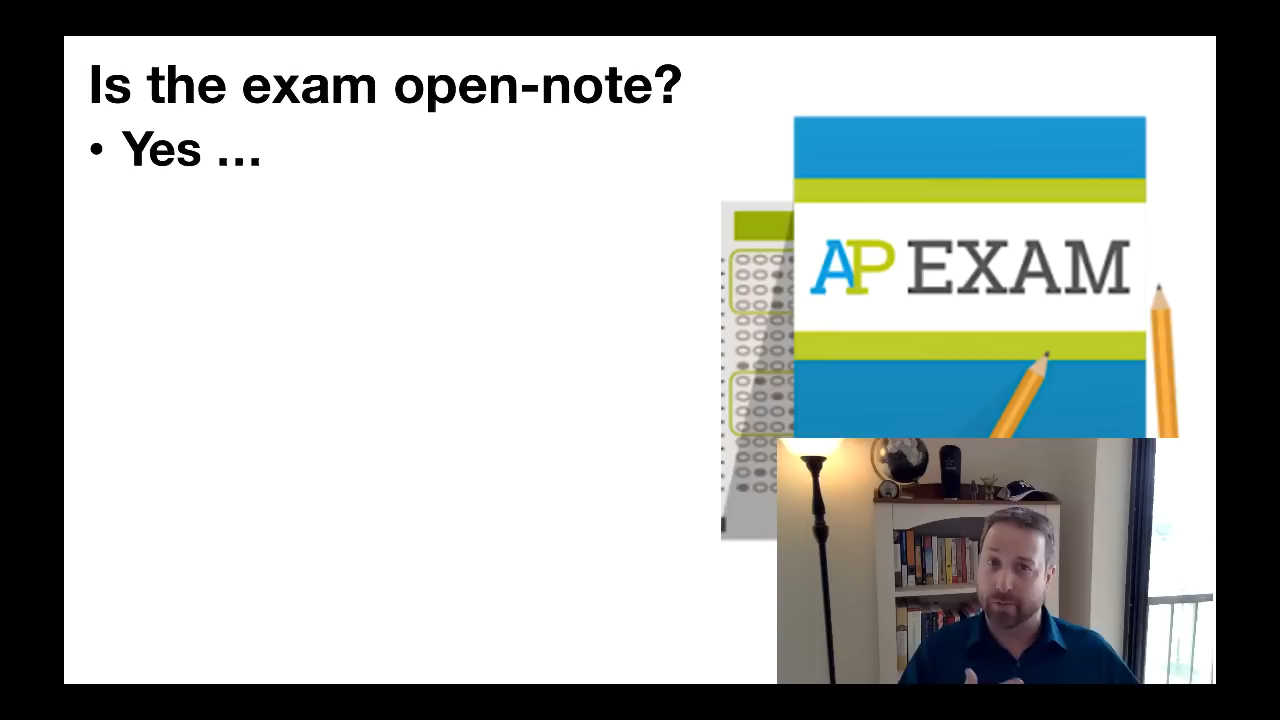 Is the exam open-note?
• Yes ...
AP EXAM